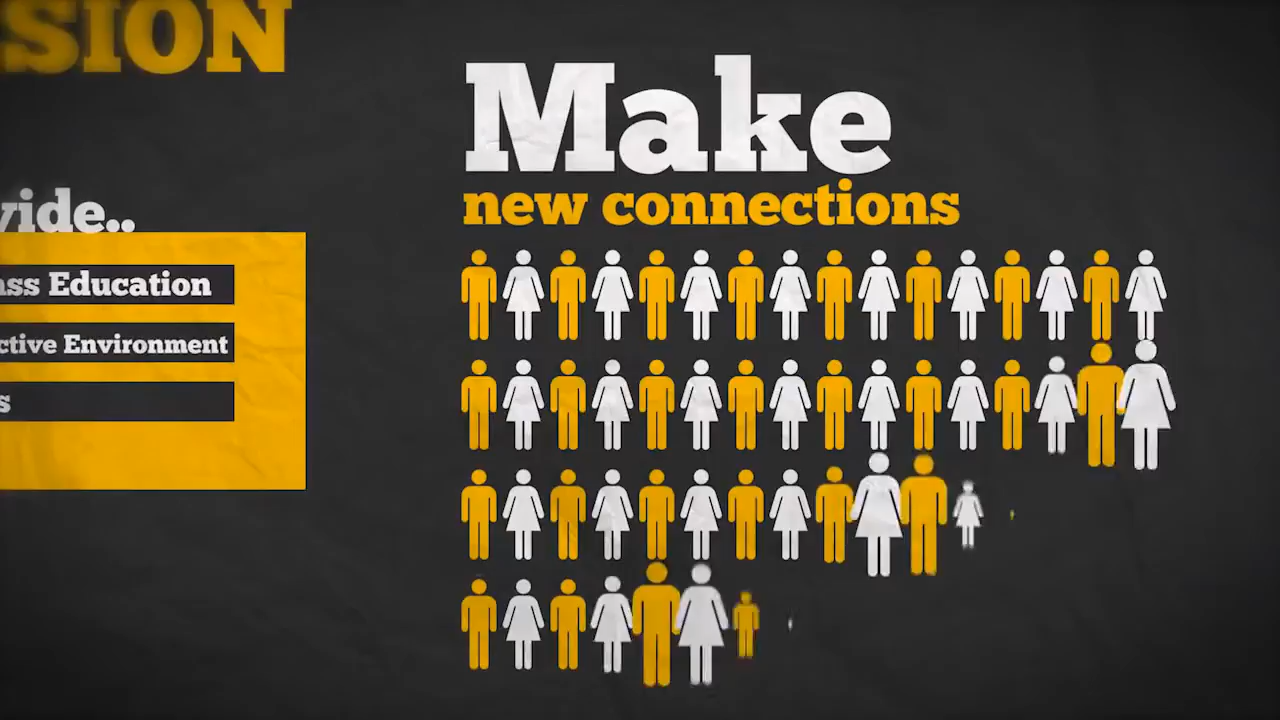 SION
vide..
ass Education
ctive Environment
s
Make
new connections